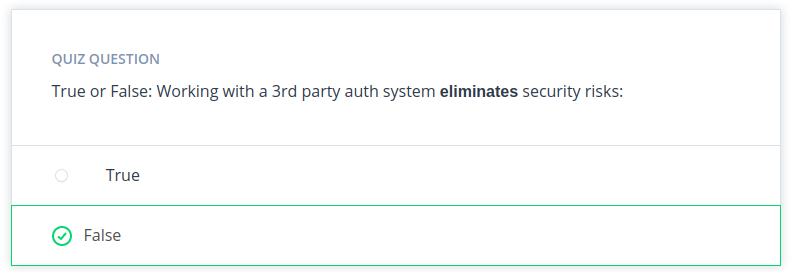 QUIZ QUESTION
True or False: Working with a 3rd party auth system eliminates security risks:
True
False